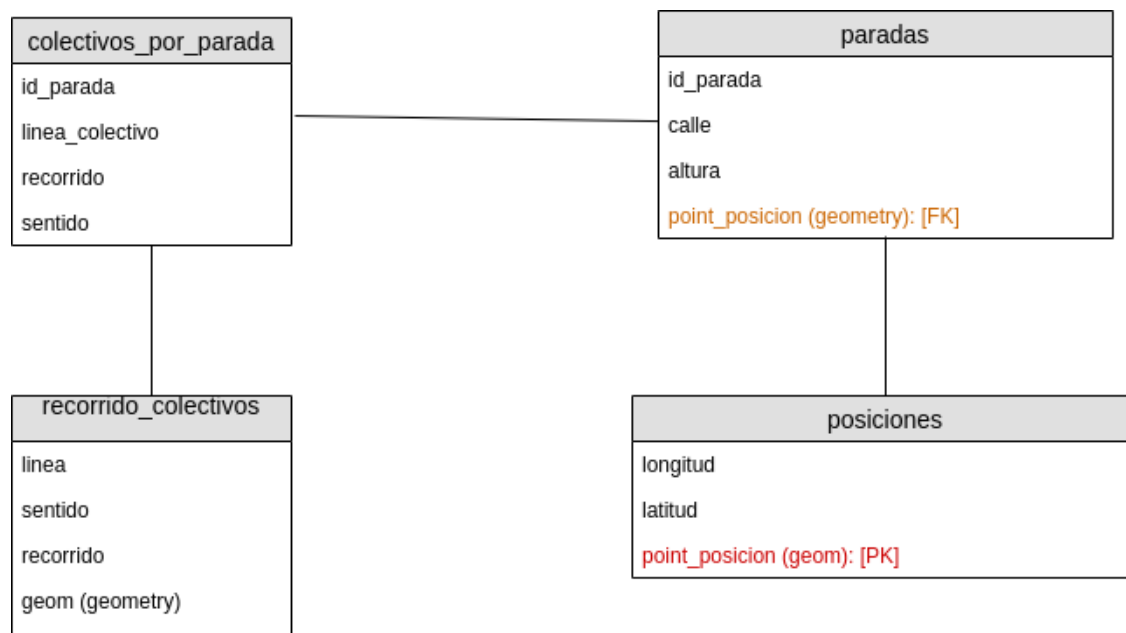 colectivos_por_parada
id_parada
linea_colectivo
recorrido
sentido
paradas
id_parada
calle
altura
point_posicion (geometry): [FK]
recorrido_colectivos
linea
sentido
recorrido
geom (geometry)
posiciones
longitud
latitud
point_posicion (geom): [PK]